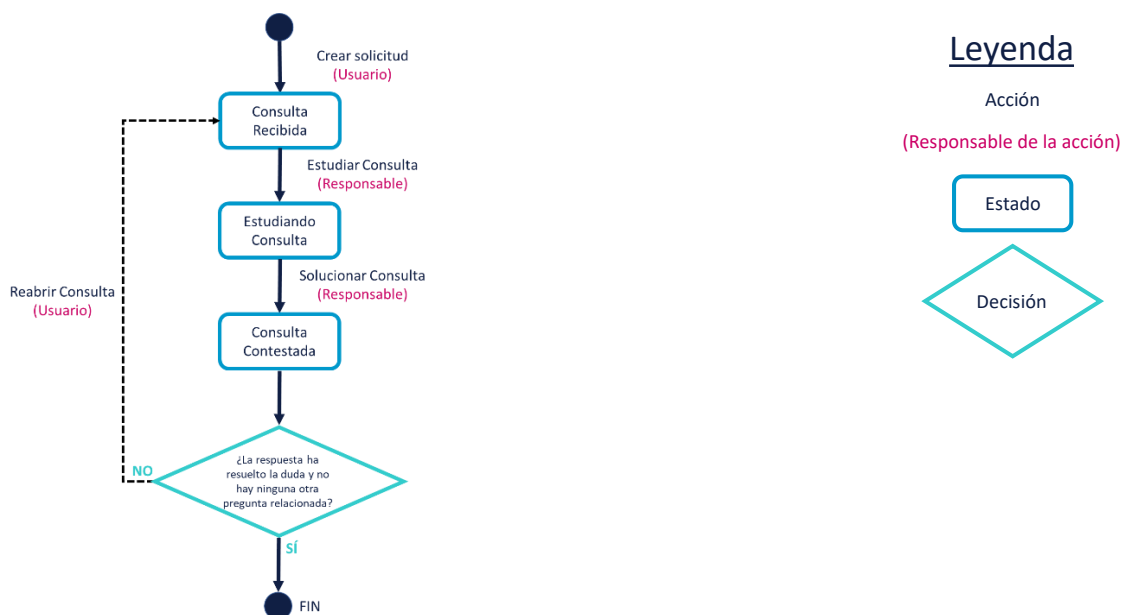 Crear solicitud
(Usuario)
Consulta
Recibida
Estudiar Consulta
(Responsable)
Estudiando
Consulta
Solucionar Consulta
(Responsable)
Reabrir Consulta
(Usuario)
Consulta
Contestada
¿La respuesta ha
resuelto la duda y no
hay ninguna otra
pregunta relacionada?
NO
SÍ
FIN
Leyenda
Acción
(Responsable de la acción)
Estado
Decisión